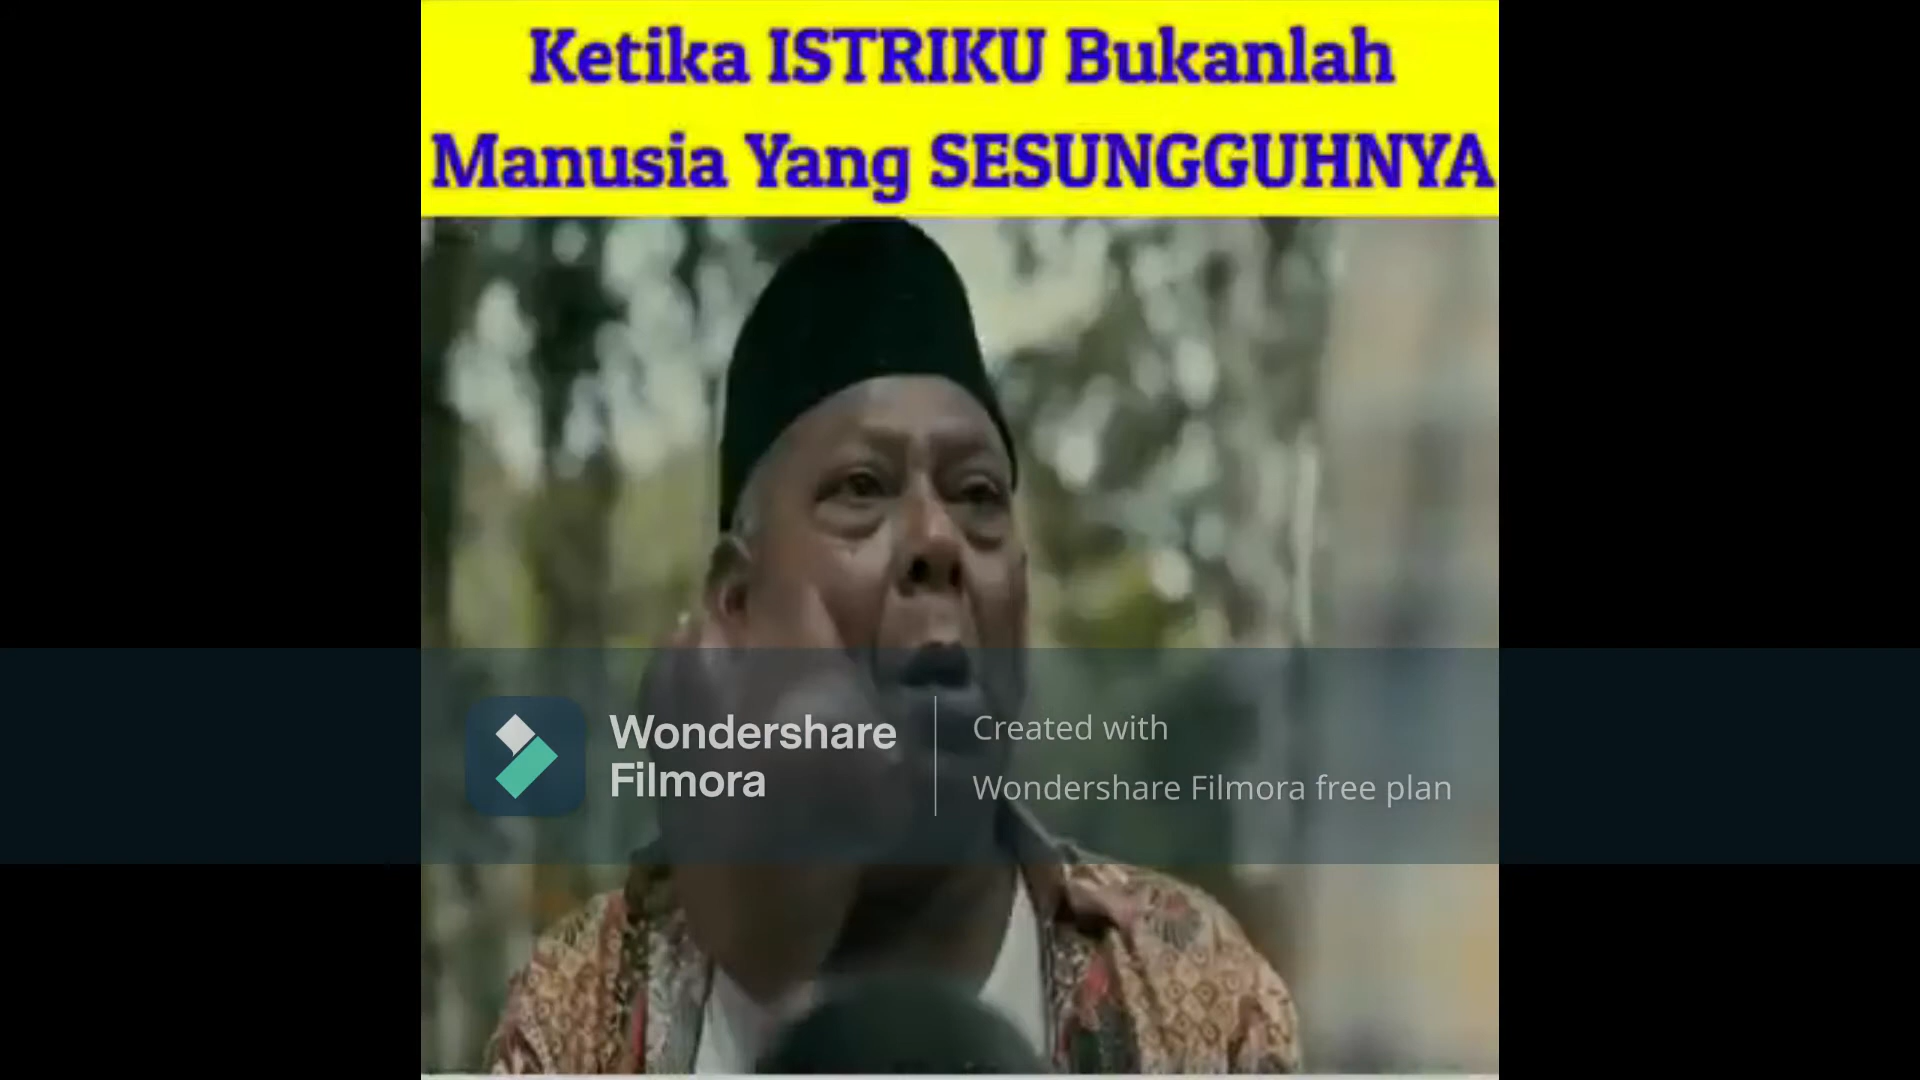 Ketika ISTRIKU Bukanlah
Manusia Yang SESUNGGUHNYA
Wondershare
Filmora
Created with
Wondershare Filmora free plan